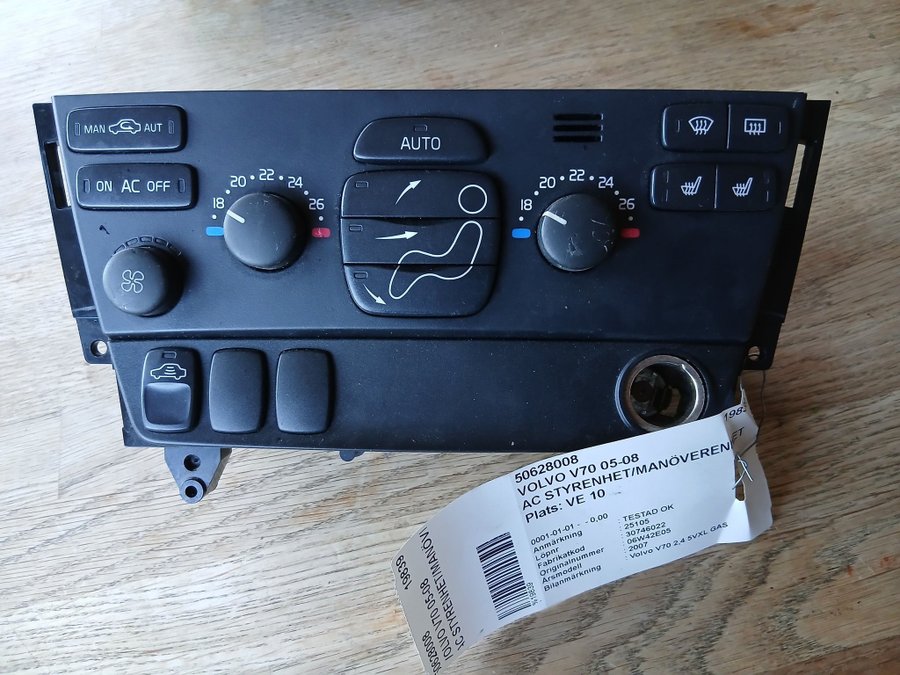 MAN AUT
AUTO
ON AC OFF
18 20 22 24 26
18 20 22 24 26
50628008
VOLVO V70 05-08
AC STYRENHET/MANÖVERENHET
Plats: VE 10
0001-01-01 - - 0.00
Anmärkning : TESTAD OK
Löpnr : 25105
Fabrikatkod : 30746022
Originalnummer : 06W42E05
Årsmodell : 2007
Bilanmärkning : Volvo V70 2,4 5VXL GAS
19839